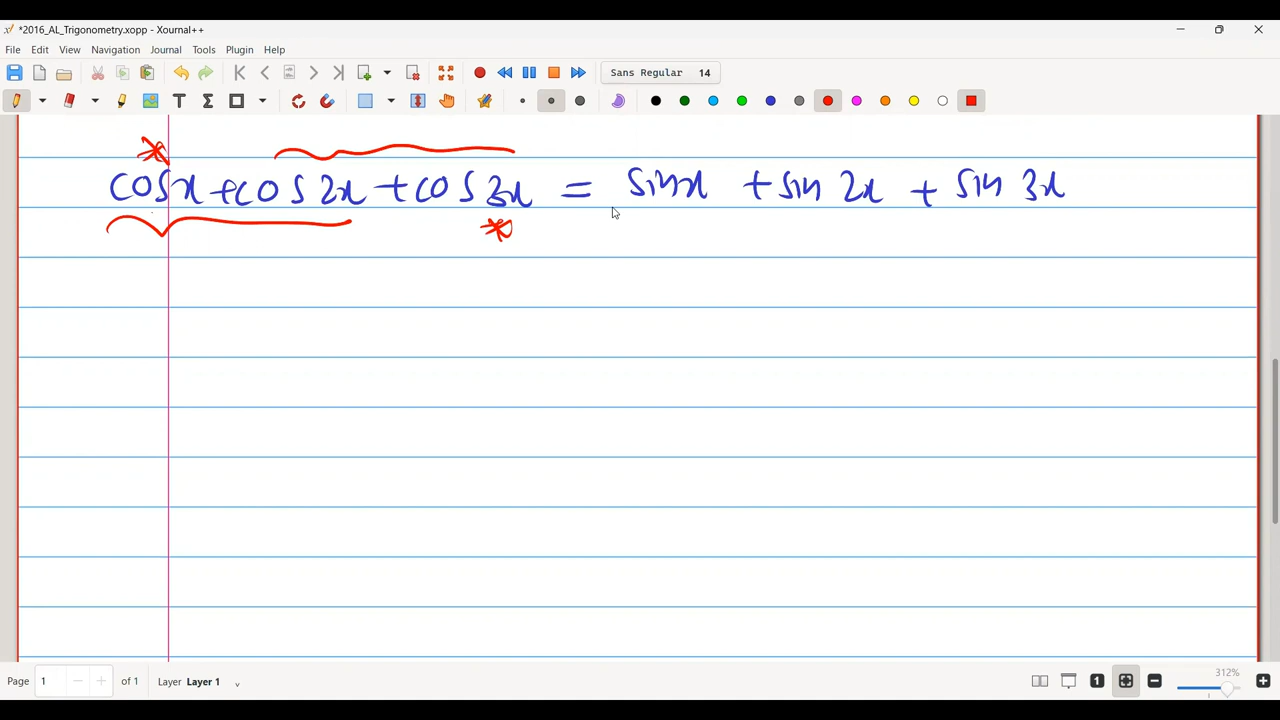 *2016_AL_Trigonometry.xopp - Xournal++
File Edit View Navigation Journal Tools Plugin Help
Sans Regular 14
cosx + cos 2x + cos 3x = sinx + sin 2x + sin 3x
Page 1 of 1 Layer Layer 1 312%